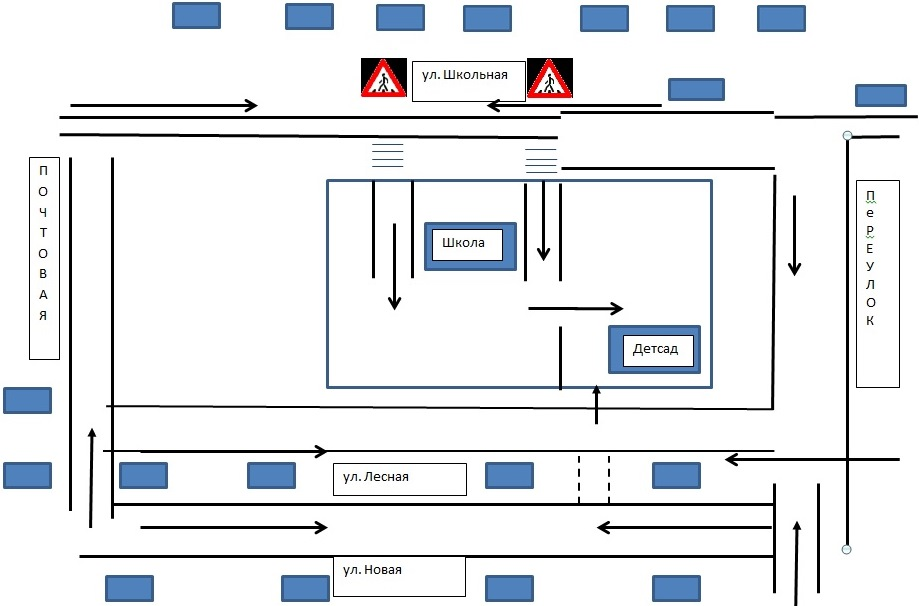 ул. Школьная
П
О
Ч
Т
О
В
А
Я
П
е
Р
Е
У
Л
О
К
Школа
Детсад
ул. Лесная
ул. Новая